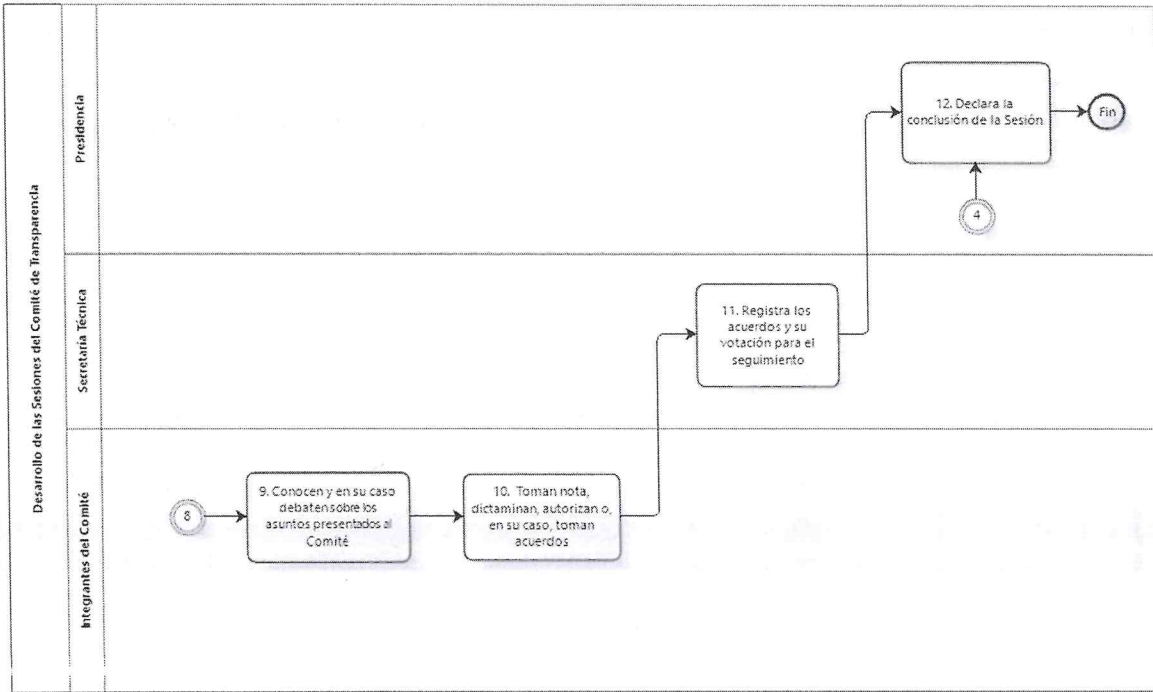 Desarrollo de las Sesiones del Comité de Transparencia
Presidencia
12. Declara la
conclusión de la Sesión
Fin
4
Secretaría Técnica
11. Registra los
acuerdos y su
votación para el
seguimiento
Integrantes del Comité
8
9. Conocen y en su caso
debaten sobre los
asuntos presentados al
Comité
10. Toman nota,
dictaminan, autorizan o,
en su caso, toman
acuerdos